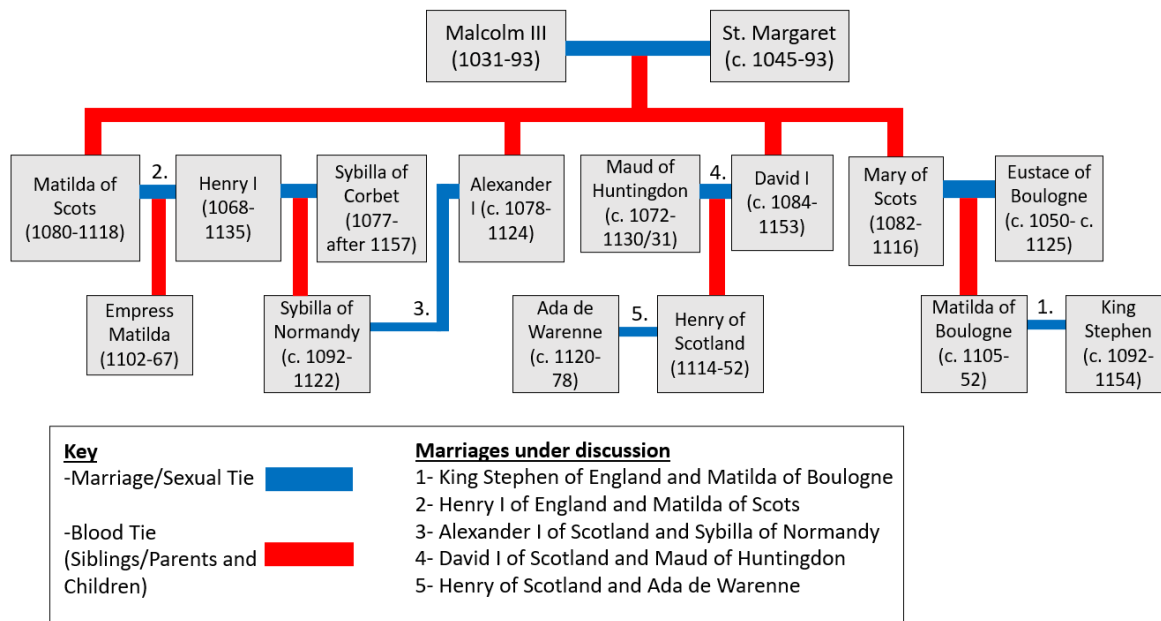 Malcolm III
(1031-93)
St. Margaret
(c. 1045-93)
Matilda of
Scots
(1080-1118)
2.
Henry I
(1068-
1135)
Sybilla of
Corbet
(1077-
after 1157)
Alexander
I (c. 1078-
1124)
Maud of
Huntingdon
(c. 1072-
1130/31)
4.
David I
(c. 1084-
1153)
Mary of
Scots
(1082-
1116)
Eustace of
Boulogne
(c. 1050- c.
1125)
Empress
Matilda
(1102-67)
Sybilla of
Normandy
(c. 1092-
1122)
3.
Ada de
Warenne
(c. 1120-
78)
5.
Henry of
Scotland
(1114-52)
Matilda of
Boulogne
(c. 1105-
52)
1.
King
Stephen
(c. 1092-
1154)
Key
-Marriage/Sexual Tie
-Blood Tie
(Siblings/Parents and
Children)
Marriages under discussion
1- King Stephen of England and Matilda of Boulogne
2- Henry I of England and Matilda of Scots
3- Alexander I of Scotland and Sybilla of Normandy
4- David I of Scotland and Maud of Huntingdon
5- Henry of Scotland and Ada de Warenne